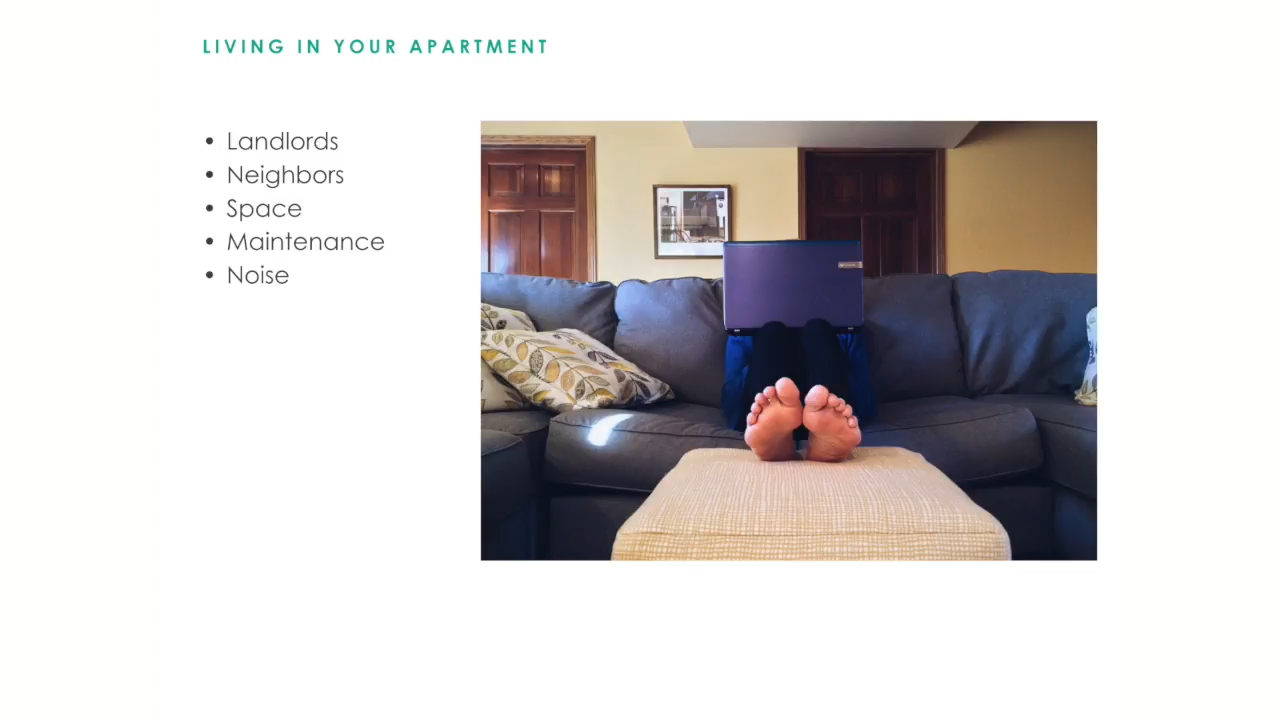 LIVING IN YOUR APARTMENT
• Landlords
• Neighbors
• Space
• Maintenance
• Noise